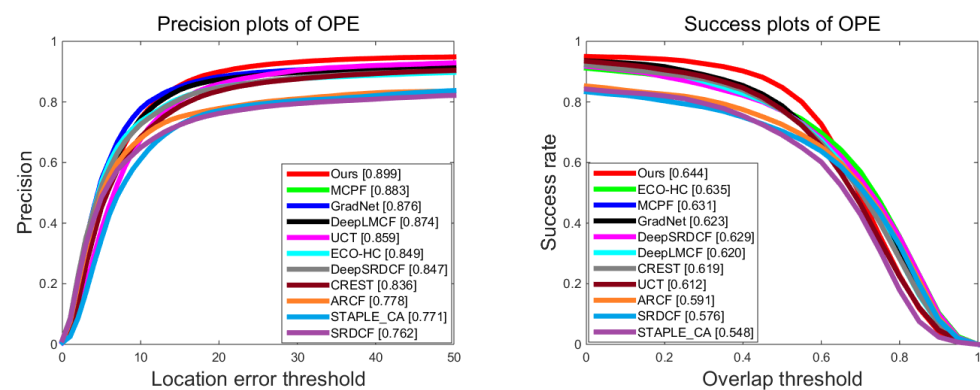 Precision plots of OPE
1
0.8
0.6
0.4
0.2
0
Precision
Ours [0.899]
MCPF [0.883]
GradNet [0.876]
DeepLMCF [0.874]
UCT [0.859]
ECO-HC [0.849]
DeepSRDCF [0.847]
CREST [0.836]
ARCF [0.778]
STAPLE_CA [0.771]
SRDCF [0.762]
0 10 20 30 40 50
Location error threshold
Success plots of OPE
1
0.8
0.6
0.4
0.2
0
Success rate
Ours [0.644]
ECO-HC [0.635]
MCPF [0.631]
GradNet [0.623]
DeepSRDCF [0.629]
DeepLMCF [0.620]
CREST [0.619]
UCT [0.612]
ARCF [0.591]
SRDCF [0.576]
STAPLE_CA [0.548]
0 0.2 0.4 0.6 0.8 1
Overlap threshold